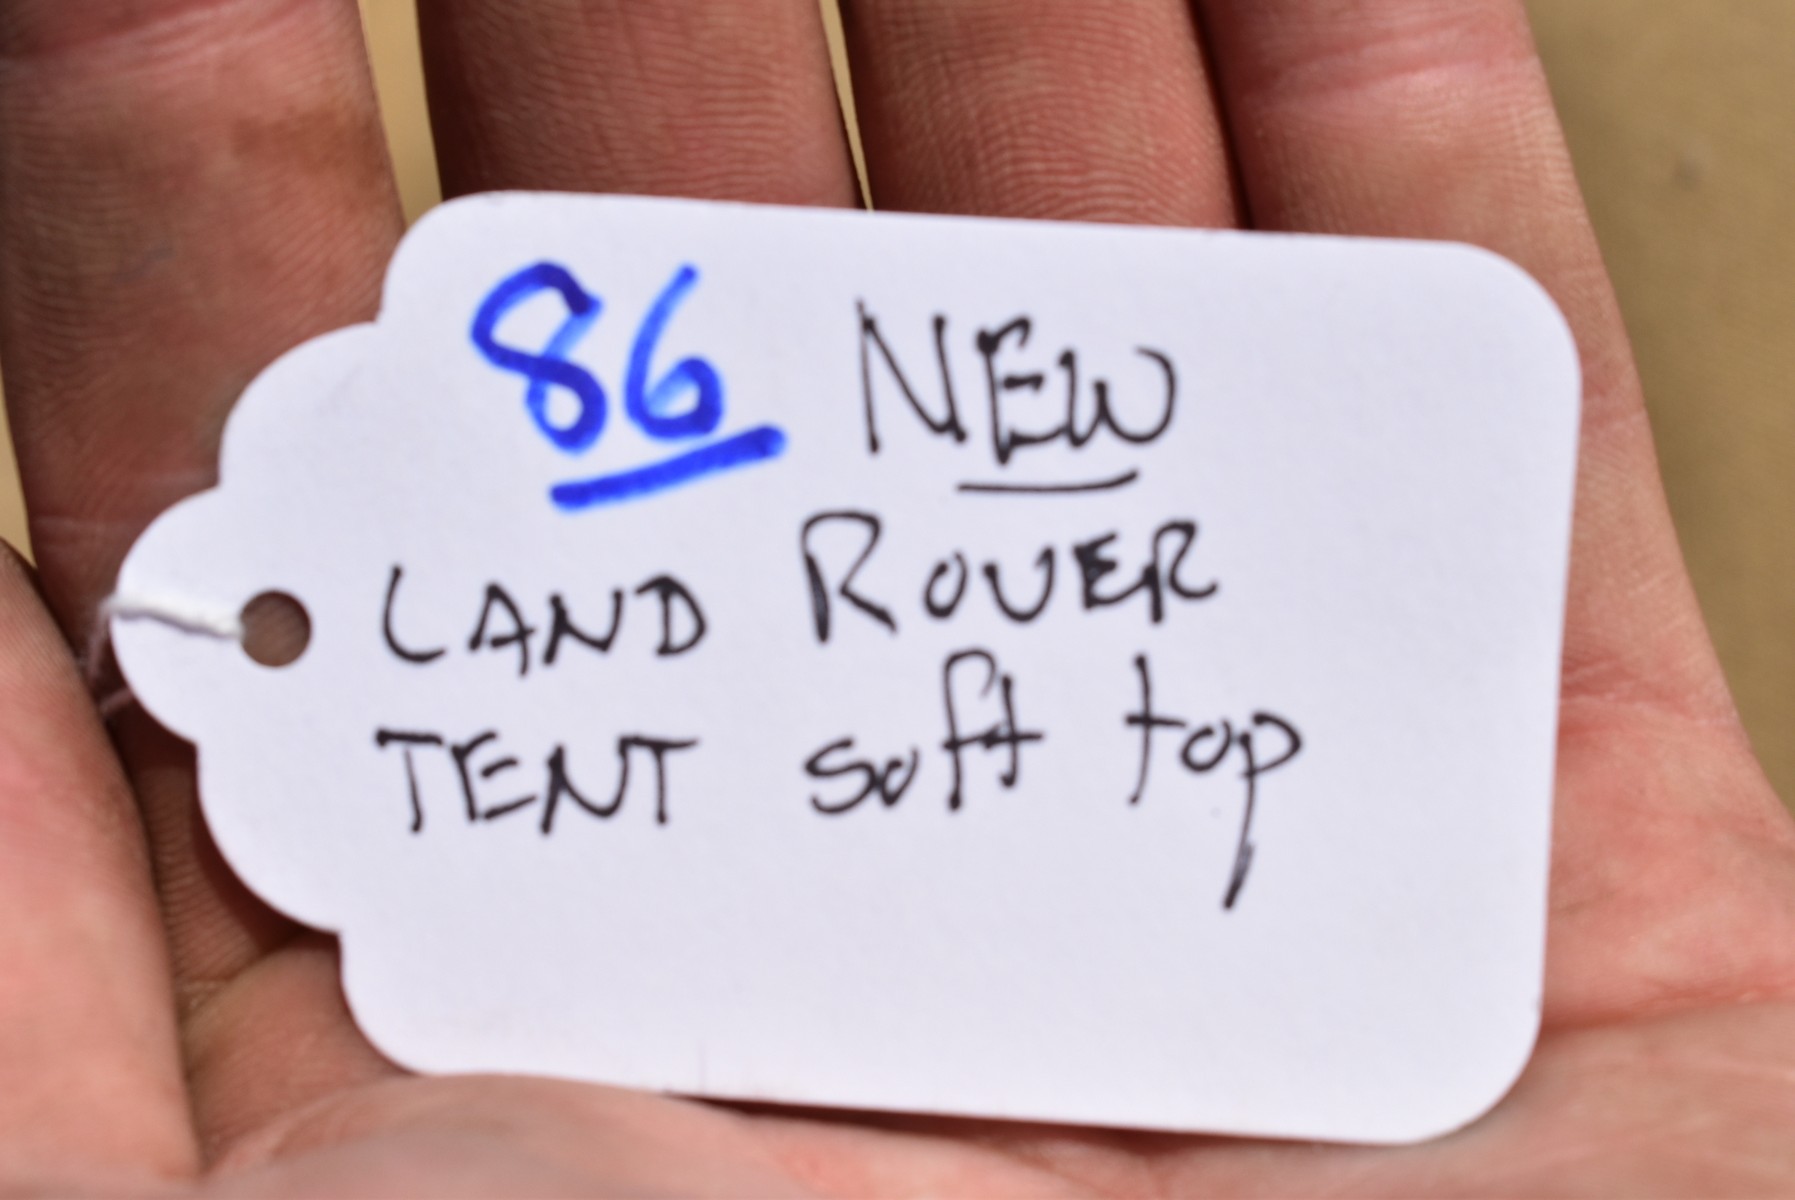 86 NEW
LAND ROVER
TENT soft top